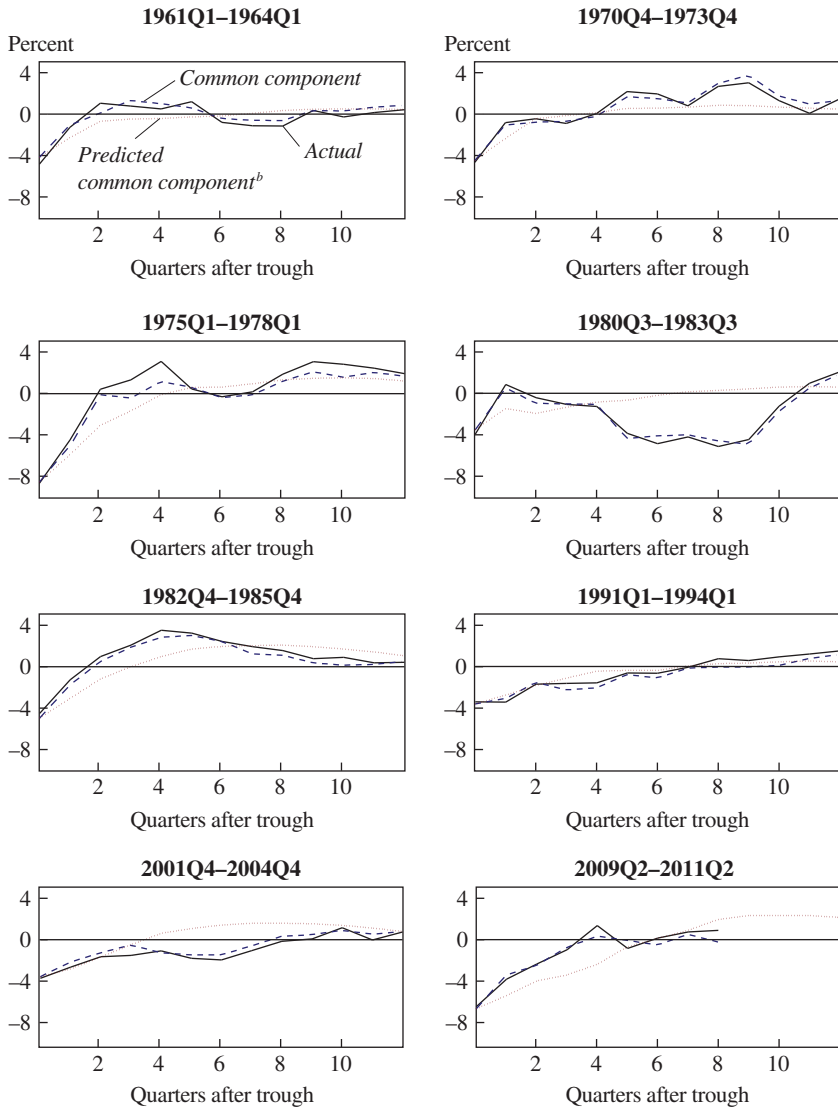 1961Q1–1964Q1
1970Q4–1973Q4
Percent
Percent
4
0
–4
–8
Common component
Predicted
common component^b
Actual
2 4 6 8 10
Quarters after trough
4
0
–4
–8
2 4 6 8 10
Quarters after trough
1975Q1–1978Q1
4
0
–4
–8
2 4 6 8 10
Quarters after trough
1980Q3–1983Q3
4
0
–4
–8
2 4 6 8 10
Quarters after trough
1982Q4–1985Q4
4
0
–4
–8
2 4 6 8 10
Quarters after trough
1991Q1–1994Q1
4
0
–4
–8
2 4 6 8 10
Quarters after trough
2001Q4–2004Q4
4
0
–4
–8
2 4 6 8 10
Quarters after trough
2009Q2–2011Q2
4
0
–4
–8
2 4 6 8 10
Quarters after trough